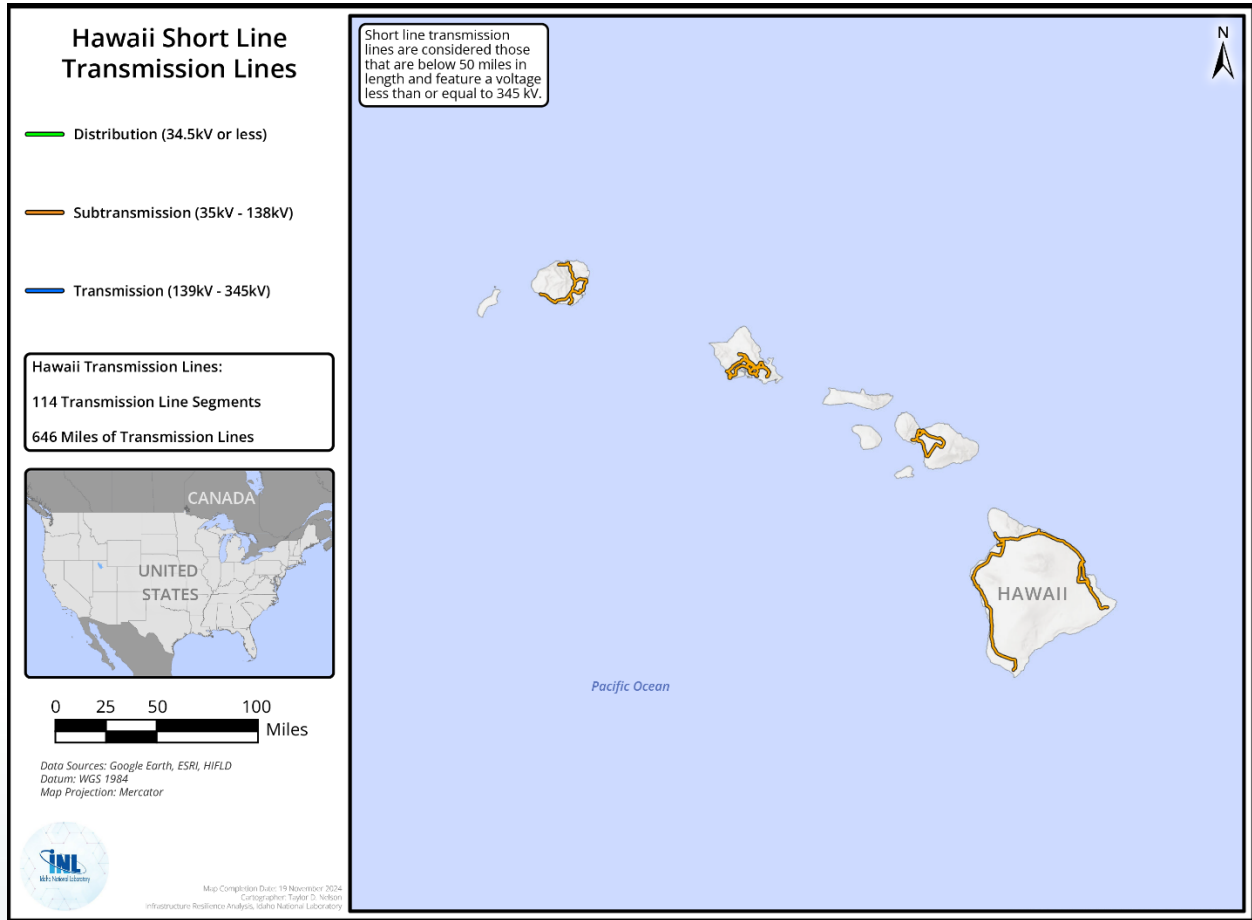 Hawaii Short Line
Transmission Lines
Distribution (34.5kV or less)
Subtransmission (35kV - 138kV)
Transmission (139kV - 345kV)
Hawaii Transmission Lines:
114 Transmission Line Segments
646 Miles of Transmission Lines
CANADA
UNITED
STATES
0 25 50 100
Miles
Data Sources: Google Earth, ESRI, HIFLD
Datum: WGS 1984
Map Projection: Mercator
INL
Idaho National Laboratory
Map Completion Date: 19 November 2024
Cartographer: Taylor D. Nelson
Infrastructure Resilience Analysis, Idaho National Laboratory
Short line transmission
lines are considered those
that are below 50 miles in
length and feature a voltage
less than or equal to 345 kV.
N
HAWAII
Pacific Ocean